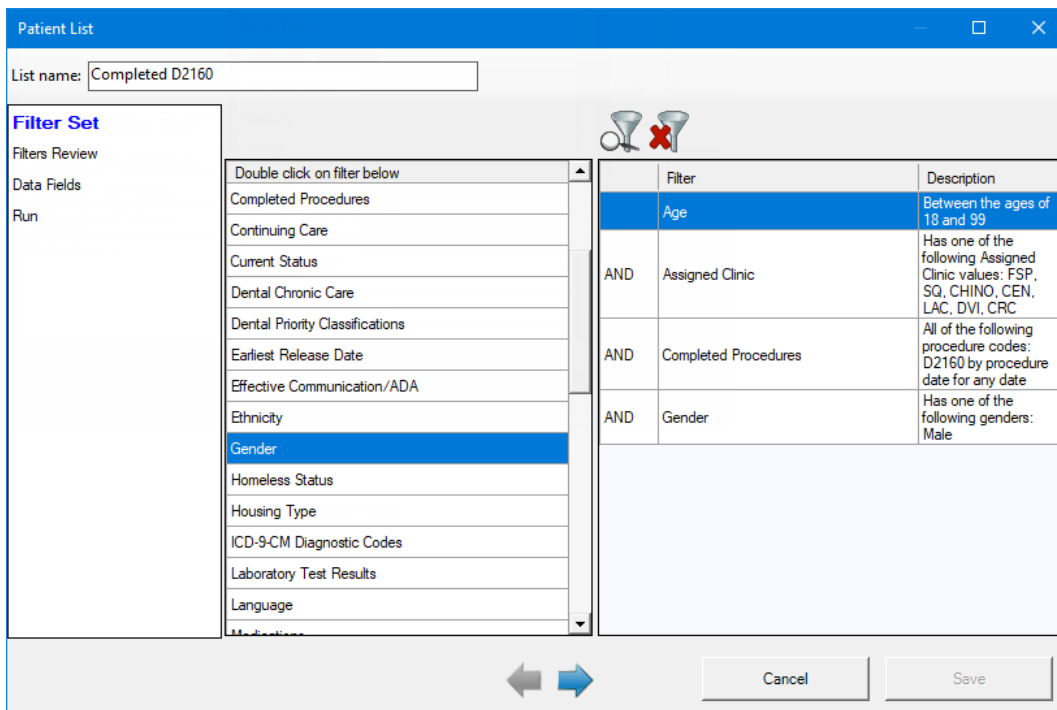 Patient List
List name: Completed D2160
Filter Set
Filters Review
Data Fields
Run
Double click on filter below
Completed Procedures
Continuing Care
Current Status
Dental Chronic Care
Dental Priority Classifications
Earliest Release Date
Effective Communication/ADA
Ethnicity
Gender
Homeless Status
Housing Type
ICD-9-CM Diagnostic Codes
Laboratory Test Results
Language
Filter Description
Age
Between the ages of
18 and 99
AND Assigned Clinic
Has one of the
following Assigned
Clinic values: FSP,
SQ, CHINO, CEN,
LAC, DVI, CRC
AND Completed Procedures
All of the following
procedure codes:
D2160 by procedure
date for any date
AND Gender
Has one of the
following genders:
Male
Cancel
Save